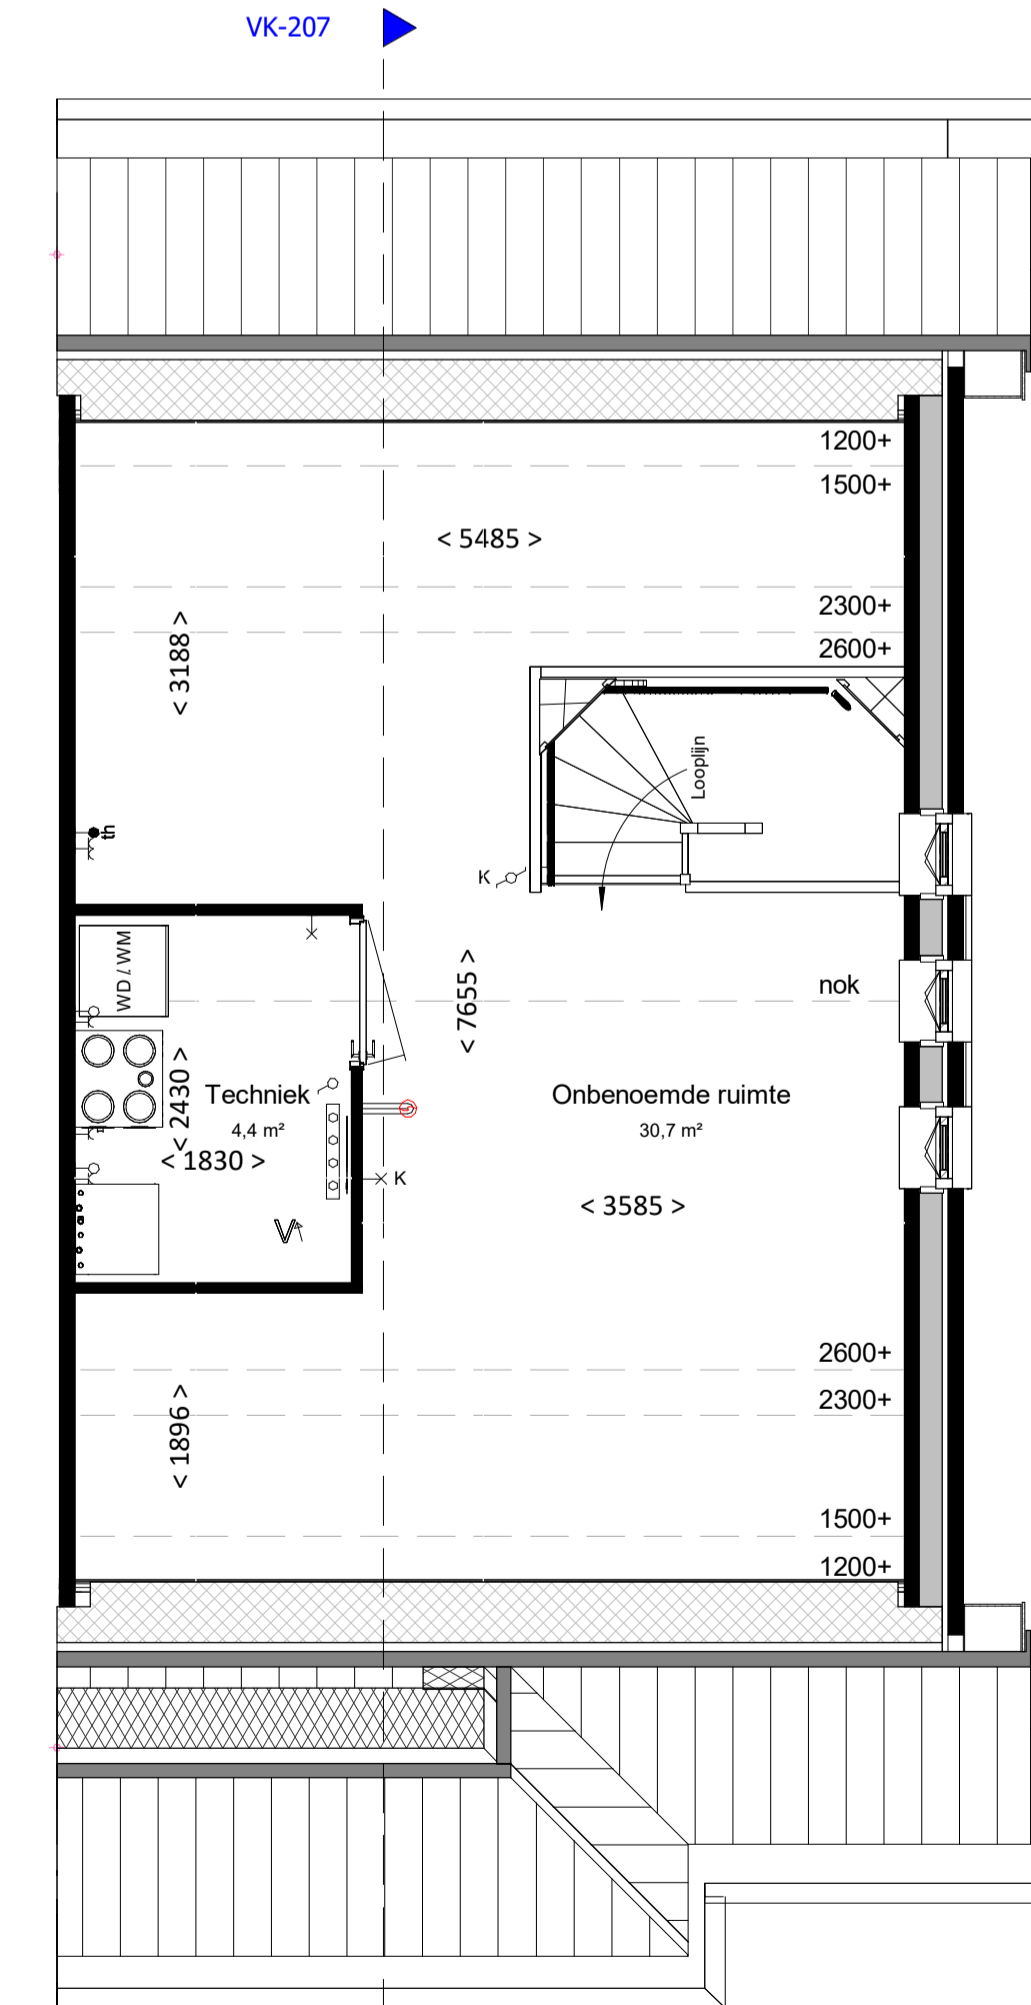 VK-207
1200+
1500+
< 5485 >
2300+
< 3188 >
2600+
Looplijn
th
K
WD / WM
< 7655 >
nok
< 2430 >
Techniek
4,4 m²
Onbenoemde ruimte
30,7 m²
< 1830 >
K
< 3585 >
2600+
2300+
< 1896 >
1500+
1200+